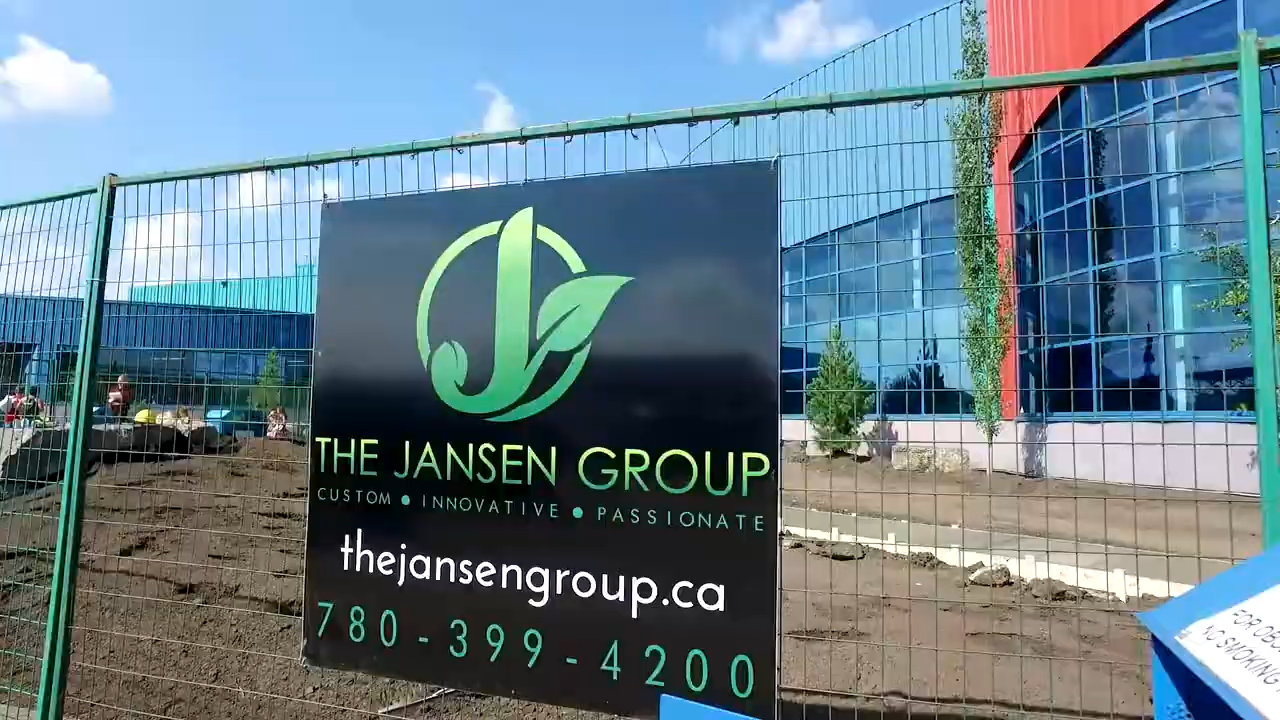 J
THE JANSEN GROUP
CUSTOM • INNOVATIVE • PASSIONATE
thejansengroup.ca
780-399-4200
NO SMOKING